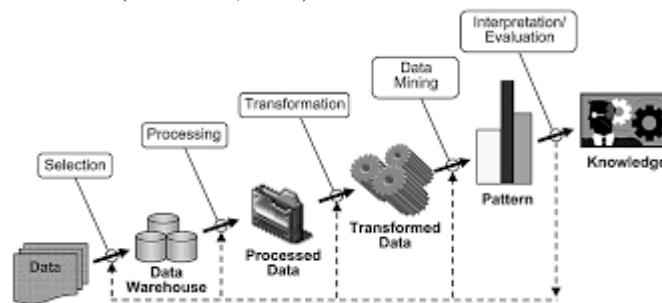 Interpretation/
Evaluation
Data
Mining
Transformation
Processing
Selection
Knowledge
Pattern
Transformed
Data
Processed
Data
Data
Warehouse
Data